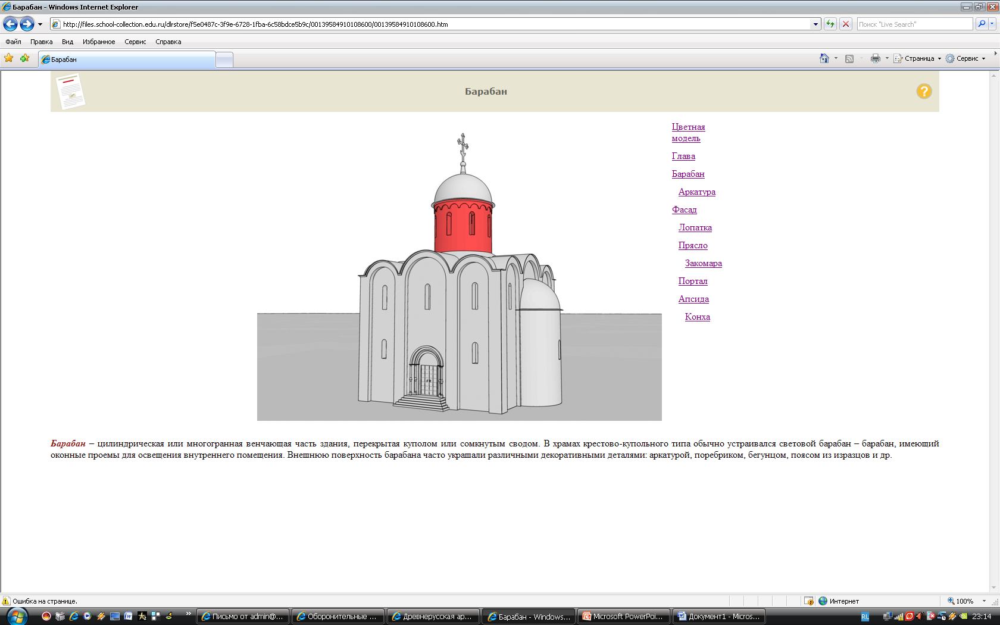 Барабан - Windows Internet Explorer
http://files.school-collection.edu.ru/dlrstore/f5e0487c-3f9e-6728-1fba-6c58bdce5b9c/00139584910108600/00139584910108600.htm
Поиск "Live Search"
Файл Правка Вид Избранное Сервис Справка
Барабан
Страница Сервис
Барабан
?
Цветная
модель
Глава
Барабан
Аркатура
Фасад
Лопатка
Прясло
Закомара
Портал
Апсида
Конха
Барабан – цилиндрическая или многогранная венчающая часть здания, перекрытая куполом или сомкнутым сводом. В храмах крестово-купольного типа обычно устраивался световой барабан – барабан, имеющий
оконные проемы для освещения внутреннего помещения. Внешнюю поверхность барабана часто украшали различными декоративными деталями: аркатурой, поребриком, бегунцом, поясом из изразцов и др.
Ошибка на странице.
Интернет
100%
Письмо от admin@...
Оборонительные ...
Древнерусская ар...
Барабан - Windows...
Microsoft PowerPoi...
Документ1 - Micros...
RL
23:14